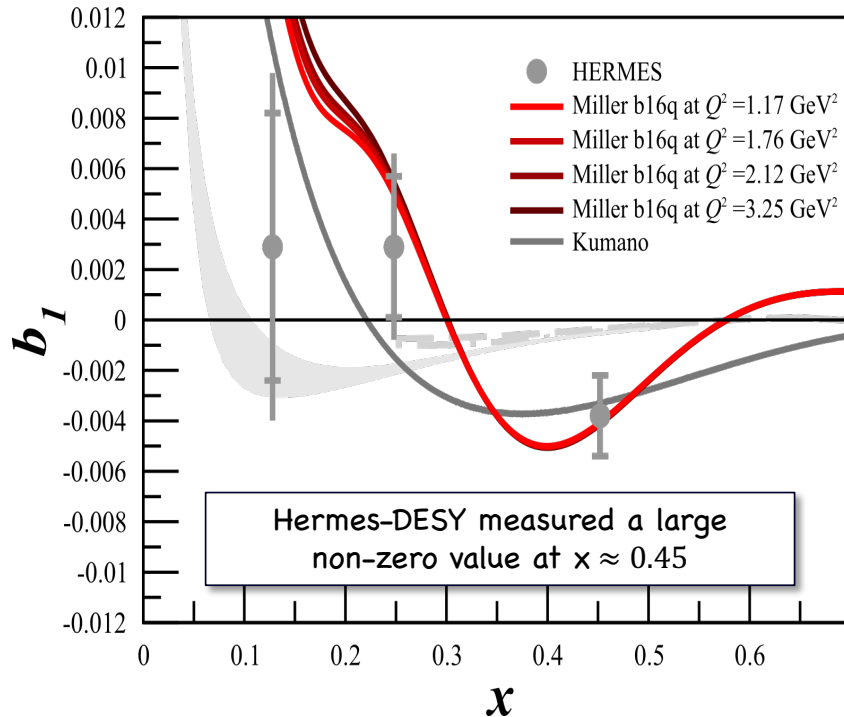 0.012
0.01
0.008
0.006
0.004
0.002
0
-0.002
-0.004
-0.006
-0.008
-0.01
-0.012
b₁
HERMES
Miller b16q at Q² =1.17 GeV²
Miller b16q at Q² =1.76 GeV²
Miller b16q at Q² =2.12 GeV²
Miller b16q at Q² =3.25 GeV²
Kumano
Hermes-DESY measured a large
non-zero value at x ≈ 0.45
0 0.1 0.2 0.3 0.4 0.5 0.6
x